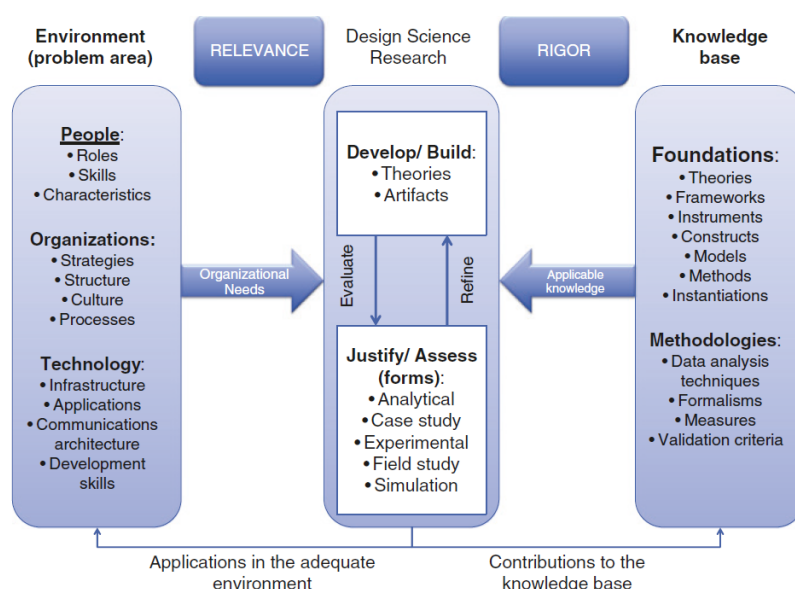 Environment
(problem area)
RELEVANCE
Design Science
Research
RIGOR
Knowledge
base
People:
• Roles
• Skills
• Characteristics
Organizations:
• Strategies
• Structure
• Culture
• Processes
Technology:
• Infrastructure
• Applications
• Communications
architecture
• Development
skills
Organizational
Needs
Develop/ Build:
• Theories
• Artifacts
Evaluate
Refine
Justify/ Assess
(forms):
• Analytical
• Case study
• Experimental
• Field study
• Simulation
Applicable
knowledge
Foundations:
• Theories
• Frameworks
• Instruments
• Constructs
• Models
• Methods
• Instantiations
Methodologies:
• Data analysis
techniques
• Formalisms
• Measures
• Validation criteria
Applications in the adequate
environment
Contributions to the
knowledge base